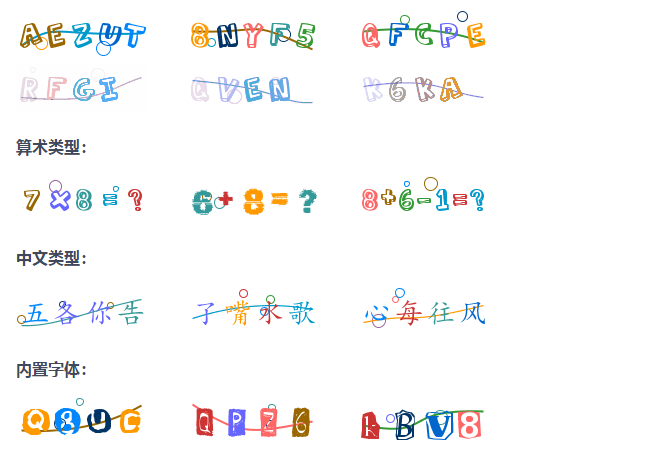 AEZUT 8NYF5 QFCPE
RFGI QVEN K6KA
算术类型：
7×8=? 6+8=? 8+6-1=?
中文类型：
五各你告 子嘴水歌 心每往风
内置字体：
Q8UC QPZ6 kBV8